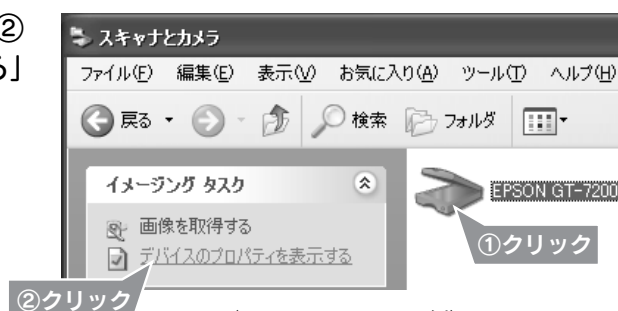 ②
る」
スキャナとカメラ
ファイル(F) 編集(E) 表示(V) お気に入り(A) ツール(T) ヘルプ(H)
戻る 検索 フォルダ
イメージング タスク
画像を取得する
デバイスのプロパティを表示する
EPSON GT-7200
①クリック
②クリック